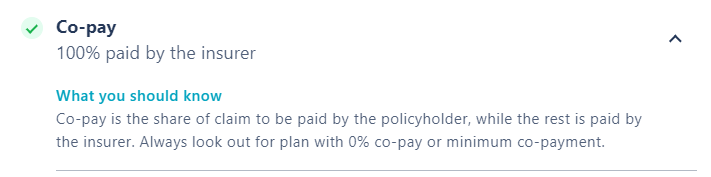 Co-pay
100% paid by the insurer
What you should know
Co-pay is the share of claim to be paid by the policyholder, while the rest is paid by
the insurer. Always look out for plan with 0% co-pay or minimum co-payment.